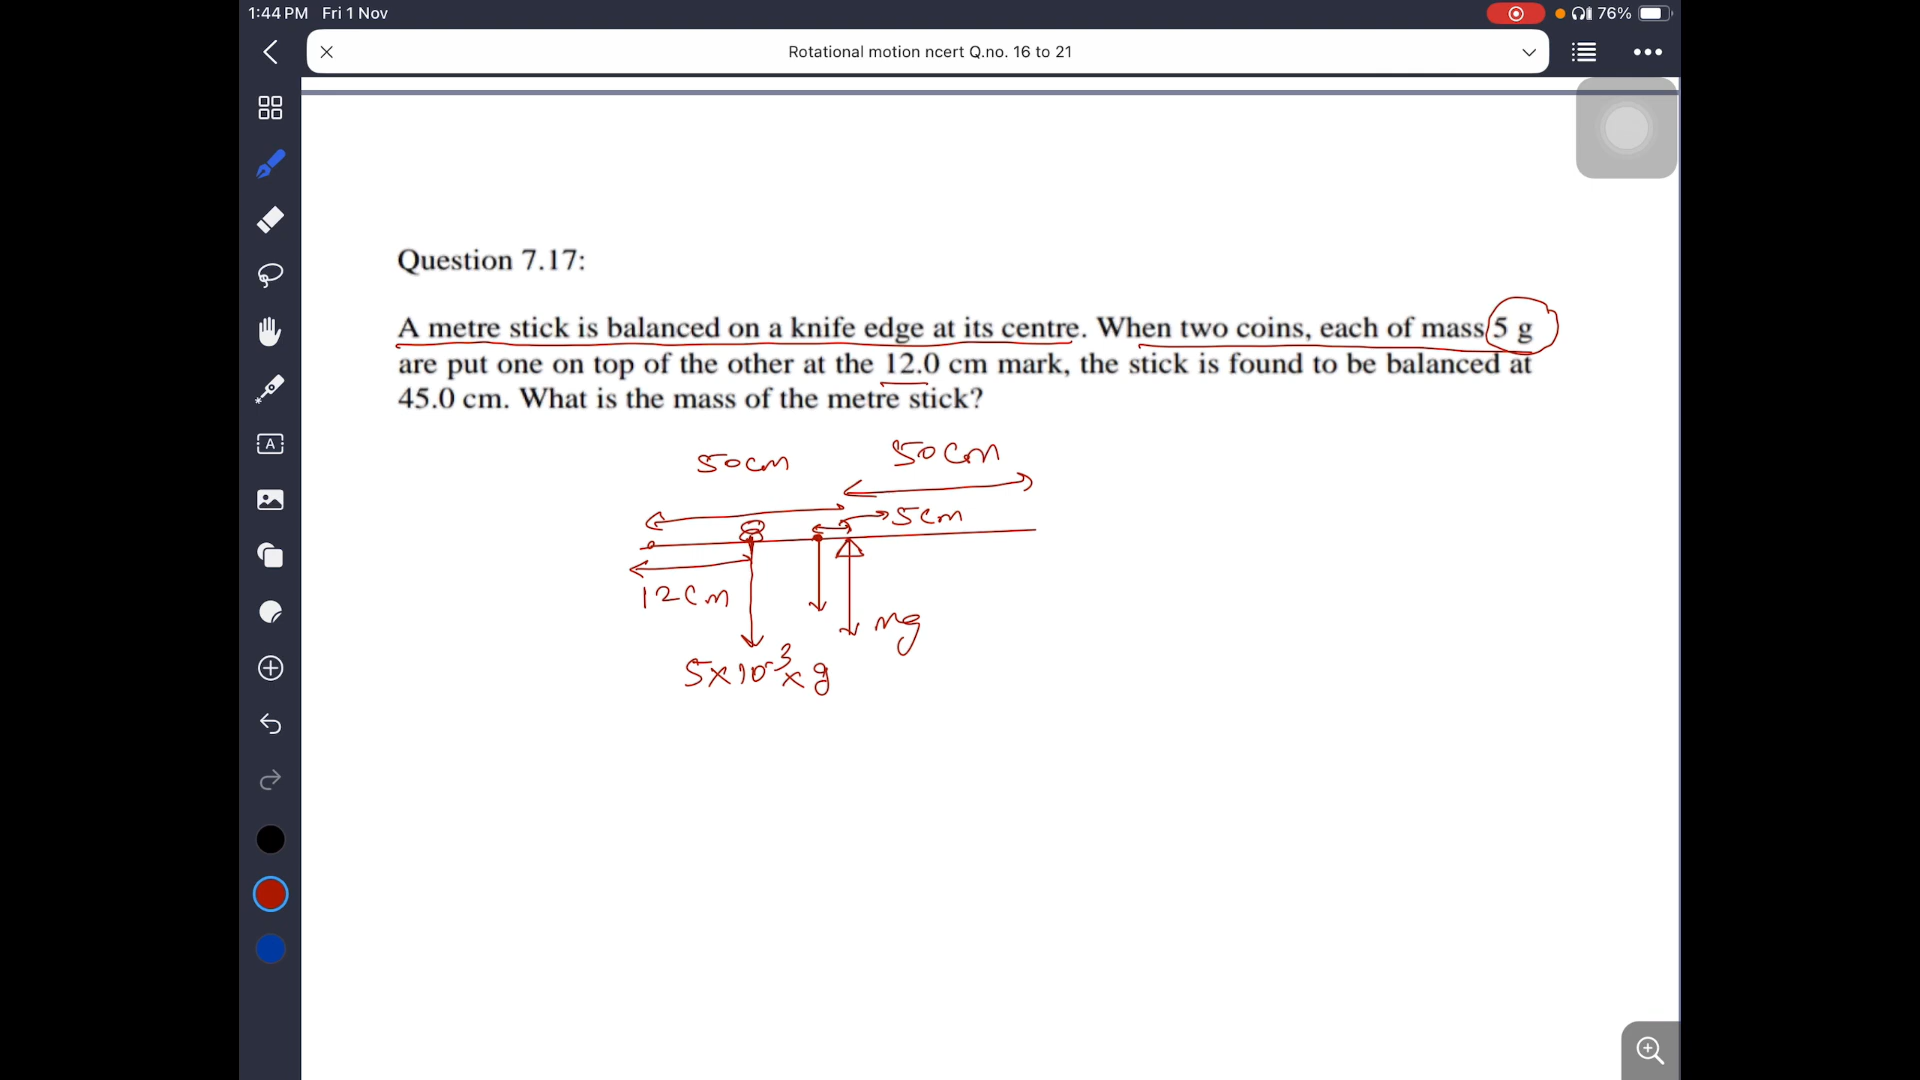 1:44 PM Fri 1 Nov
76%
Rotational motion ncert Q.no. 16 to 21
Question 7.17:
A metre stick is balanced on a knife edge at its centre. When two coins, each of mass 5 g
are put one on top of the other at the 12.0 cm mark, the stick is found to be balanced at
45.0 cm. What is the mass of the metre stick?
50cm
50cm
5cm
12cm
mg
5×10⁻³×g
A